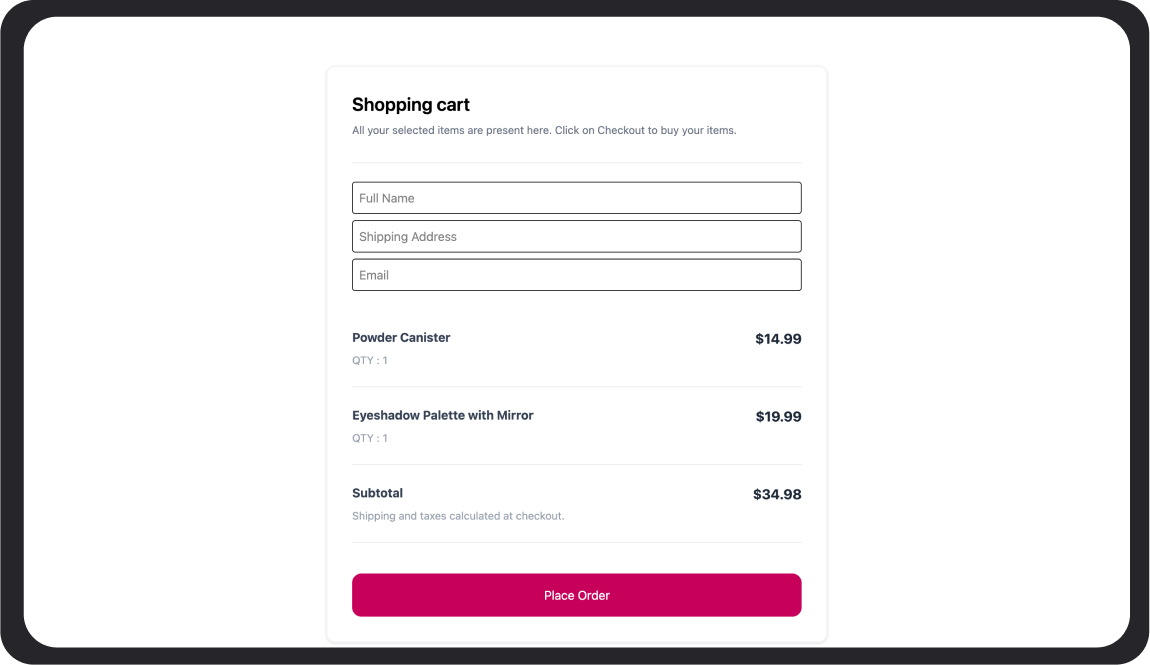 Shopping cart
All your selected items are present here. Click on Checkout to buy your items.
Full Name
Shipping Address
Email
Powder Canister
$14.99
QTY : 1
Eyeshadow Palette with Mirror
$19.99
QTY : 1
Subtotal
$34.98
Shipping and taxes calculated at checkout.
Place Order